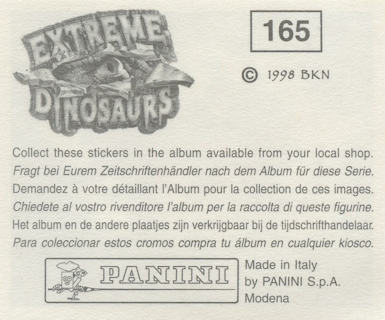 EXTREME
DINOSAURS
165
© 1998 BKN
Collect these stickers in the album available from your local shop.
Fragt bei Eurem Zeitschriftenhändler nach dem Album für diese Serie.
Demandez à votre détaillant l'Album pour la collection de ces images.
Chiedete al vostro rivenditore l'album per la raccolta di queste figurine.
Het album en de andere plaatjes zijn verkrijgbaar bij de tijdschrifthandelaar.
Para coleccionar estos cromos compra tu álbum en cualquier kiosco.
PANINI
Made in Italy
by PANINI S.p.A.
Modena